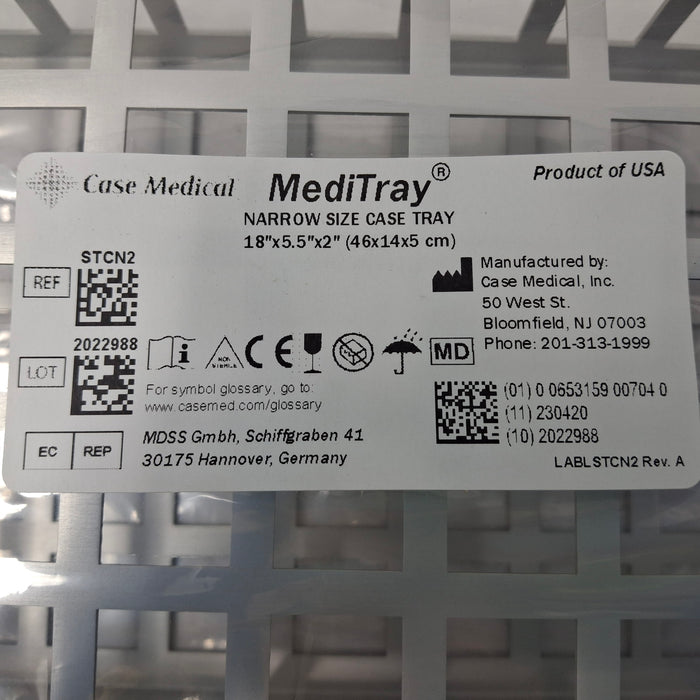 Case Medical
MediTray®
Product of USA
NARROW SIZE CASE TRAY
18"x5.5"x2" (46x14x5 cm)
STCN2
REF
2022988
LOT
i
NON
STERILE
CE
MD
Manufactured by:
Case Medical, Inc.
50 West St.
Bloomfield, NJ 07003
Phone: 201-313-1999
For symbol glossary, go to:
www.casemed.com/glossary
(01) 0 0653159 00704 0
(11) 230420
(10) 2022988
EC REP
MDSS Gmbh, Schiffgraben 41
30175 Hannover, Germany
LABLSTCN2 Rev. A